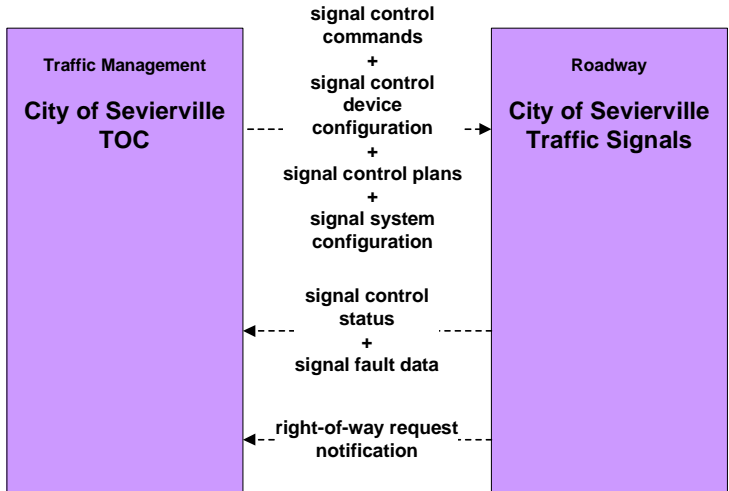 Traffic Management
City of Sevierville
TOC
signal control
commands
+
signal control
device
configuration
+
signal control plans
+
signal system
configuration
Roadway
City of Sevierville
Traffic Signals
signal control
status
+
signal fault data
right-of-way request
notification